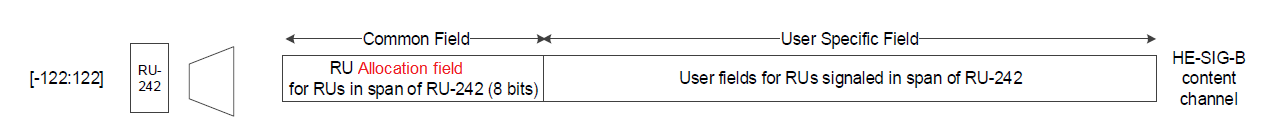 Common Field
User Specific Field
[-122:122]
RU-
242
RU Allocation field
for RUs in span of RU-242 (8 bits)
User fields for RUs signaled in span of RU-242
HE-SIG-B
content
channel